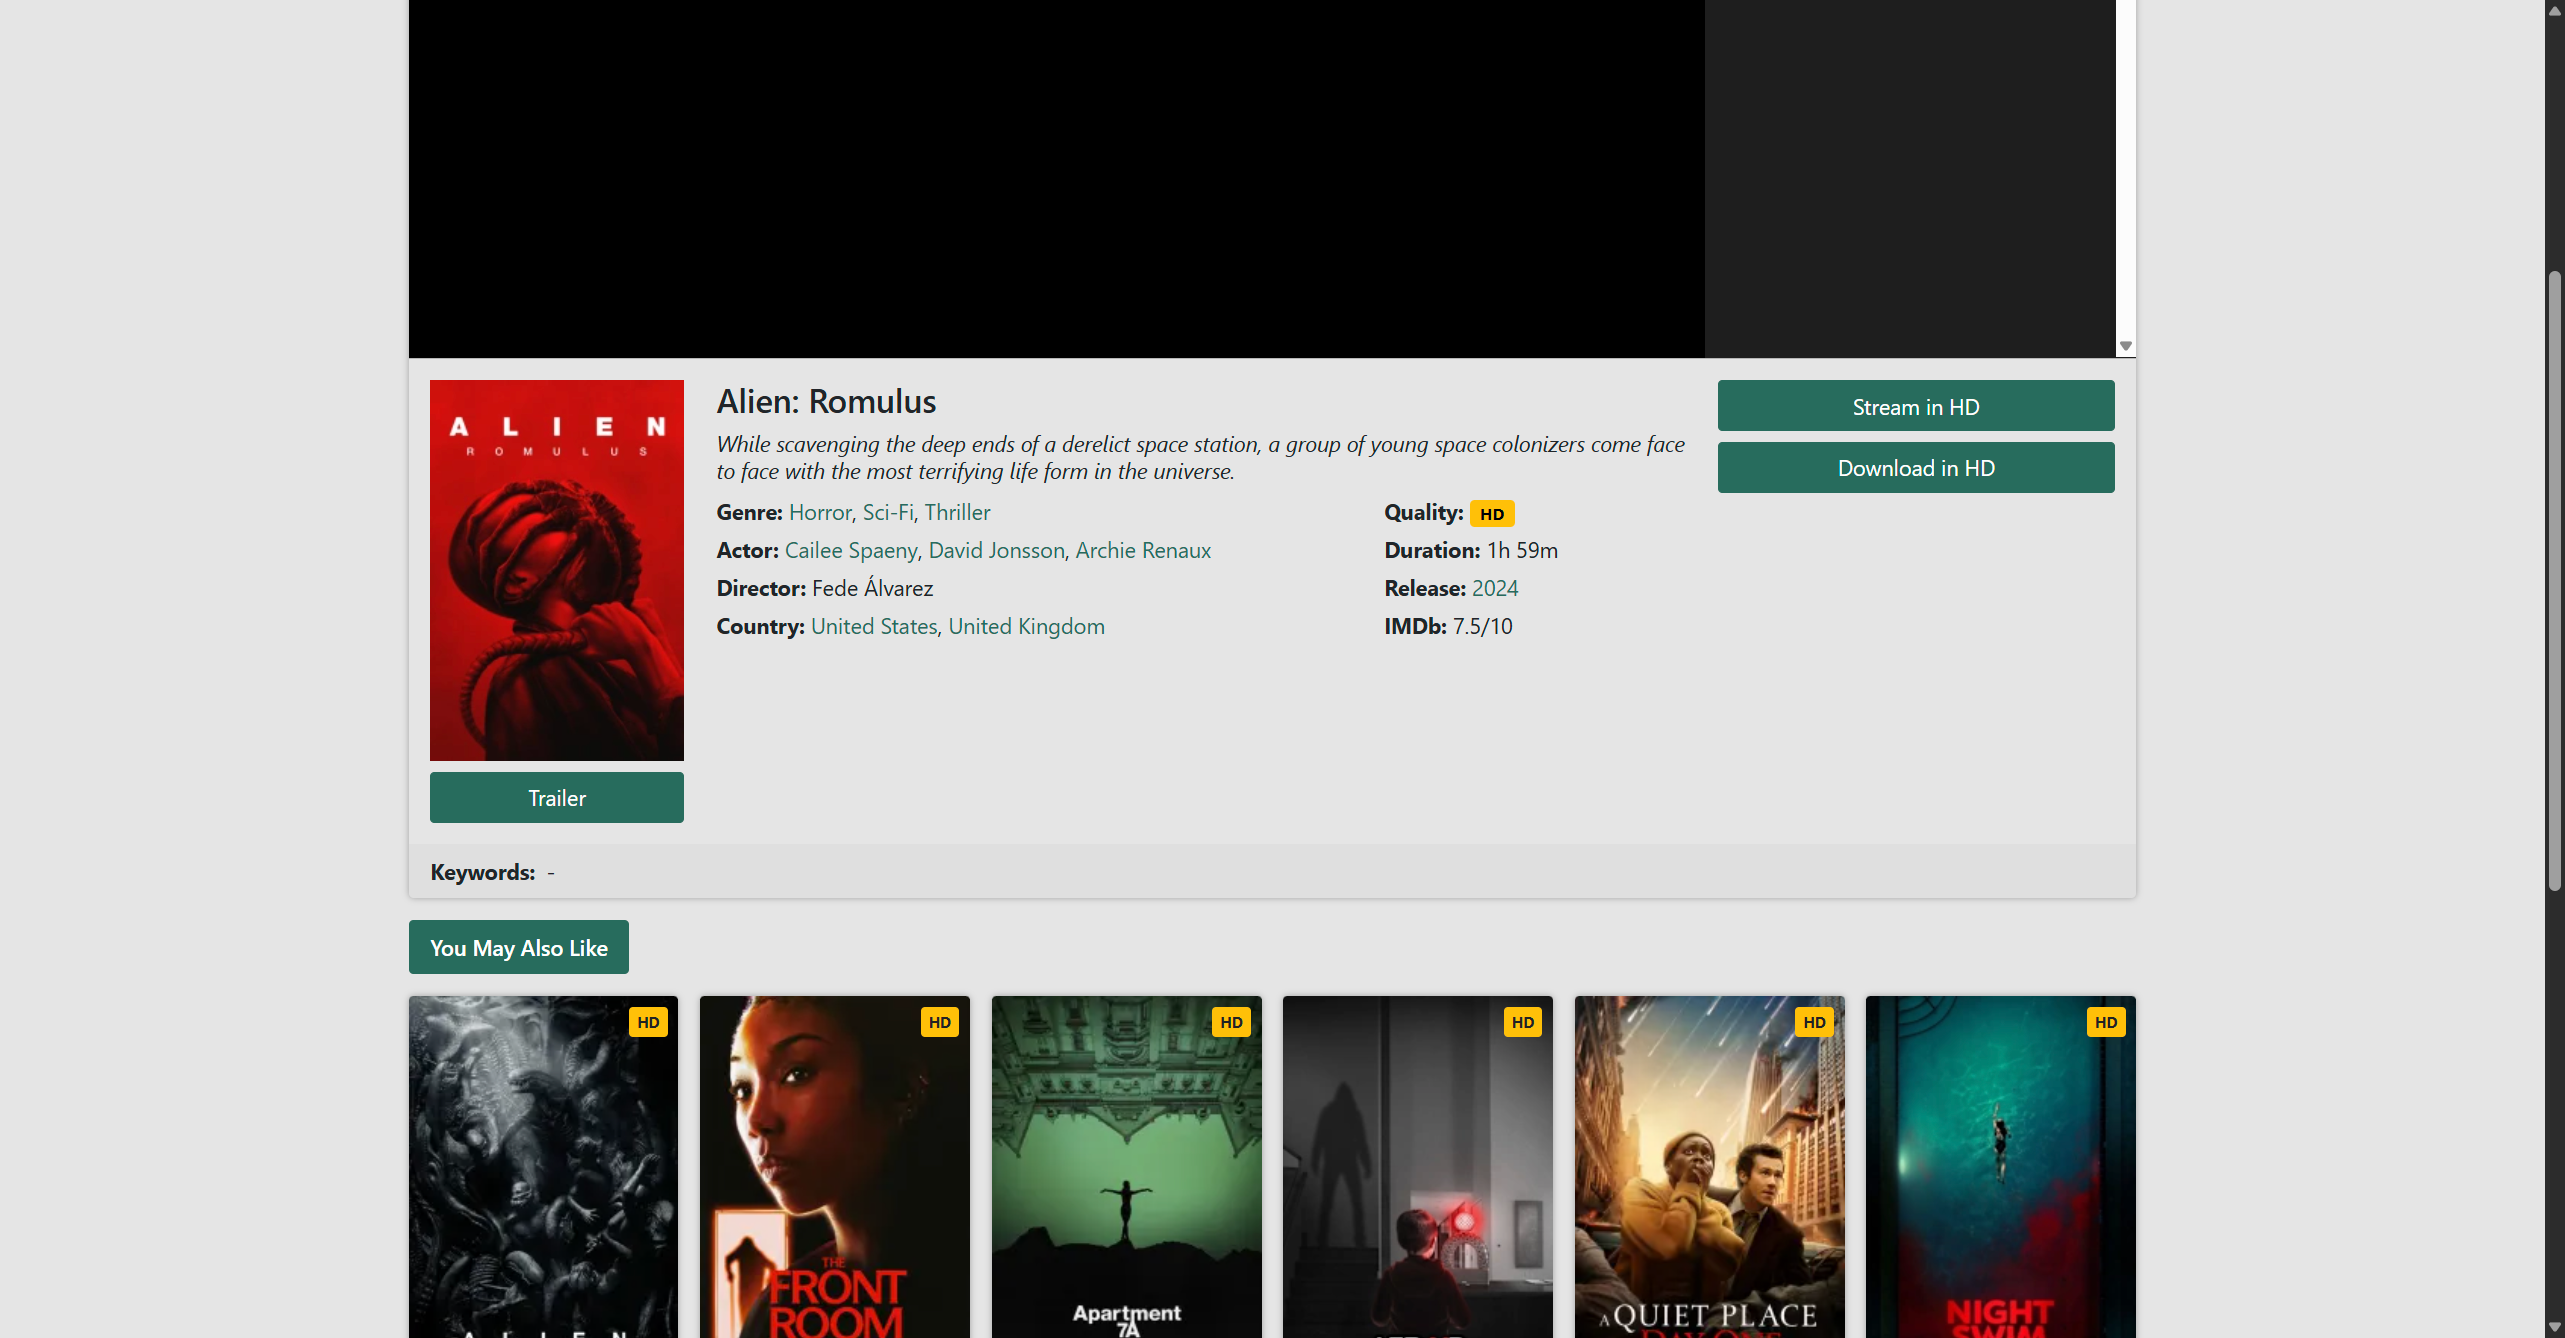 A L I E N
R O M U L U S
Trailer
Alien: Romulus
While scavenging the deep ends of a derelict space station, a group of young space colonizers come face
to face with the most terrifying life form in the universe.
Genre: Horror, Sci-Fi, Thriller
Actor: Cailee Spaeny, David Jonsson, Archie Renaux
Director: Fede Álvarez
Country: United States, United Kingdom
Quality: HD
Duration: 1h 59m
Release: 2024
IMDb: 7.5/10
Stream in HD
Download in HD
Keywords: -
You May Also Like
HD
HD
THE
FRONT
ROOM
HD
Apartment
7A
HD
HD
A QUIET PLACE
DAY ONE
HD
NIGHT
SWIM